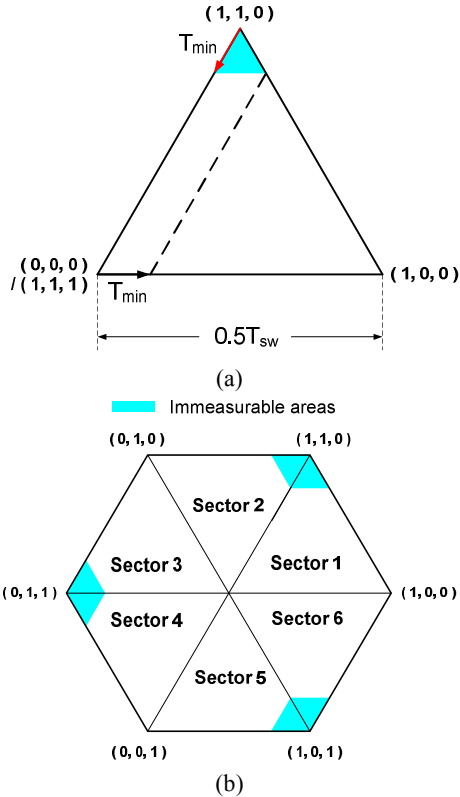 (1, 1, 0)
T_min
(0, 0, 0)
/ (1, 1, 1)
(1, 0, 0)
T_min
0.5T_sw
(a)
Immeasurable areas
(0, 1, 0)
(1, 1, 0)
Sector 2
Sector 3
Sector 1
(0, 1, 1)
(1, 0, 0)
Sector 4
Sector 6
Sector 5
(0, 0, 1)
(1, 0, 1)
(b)